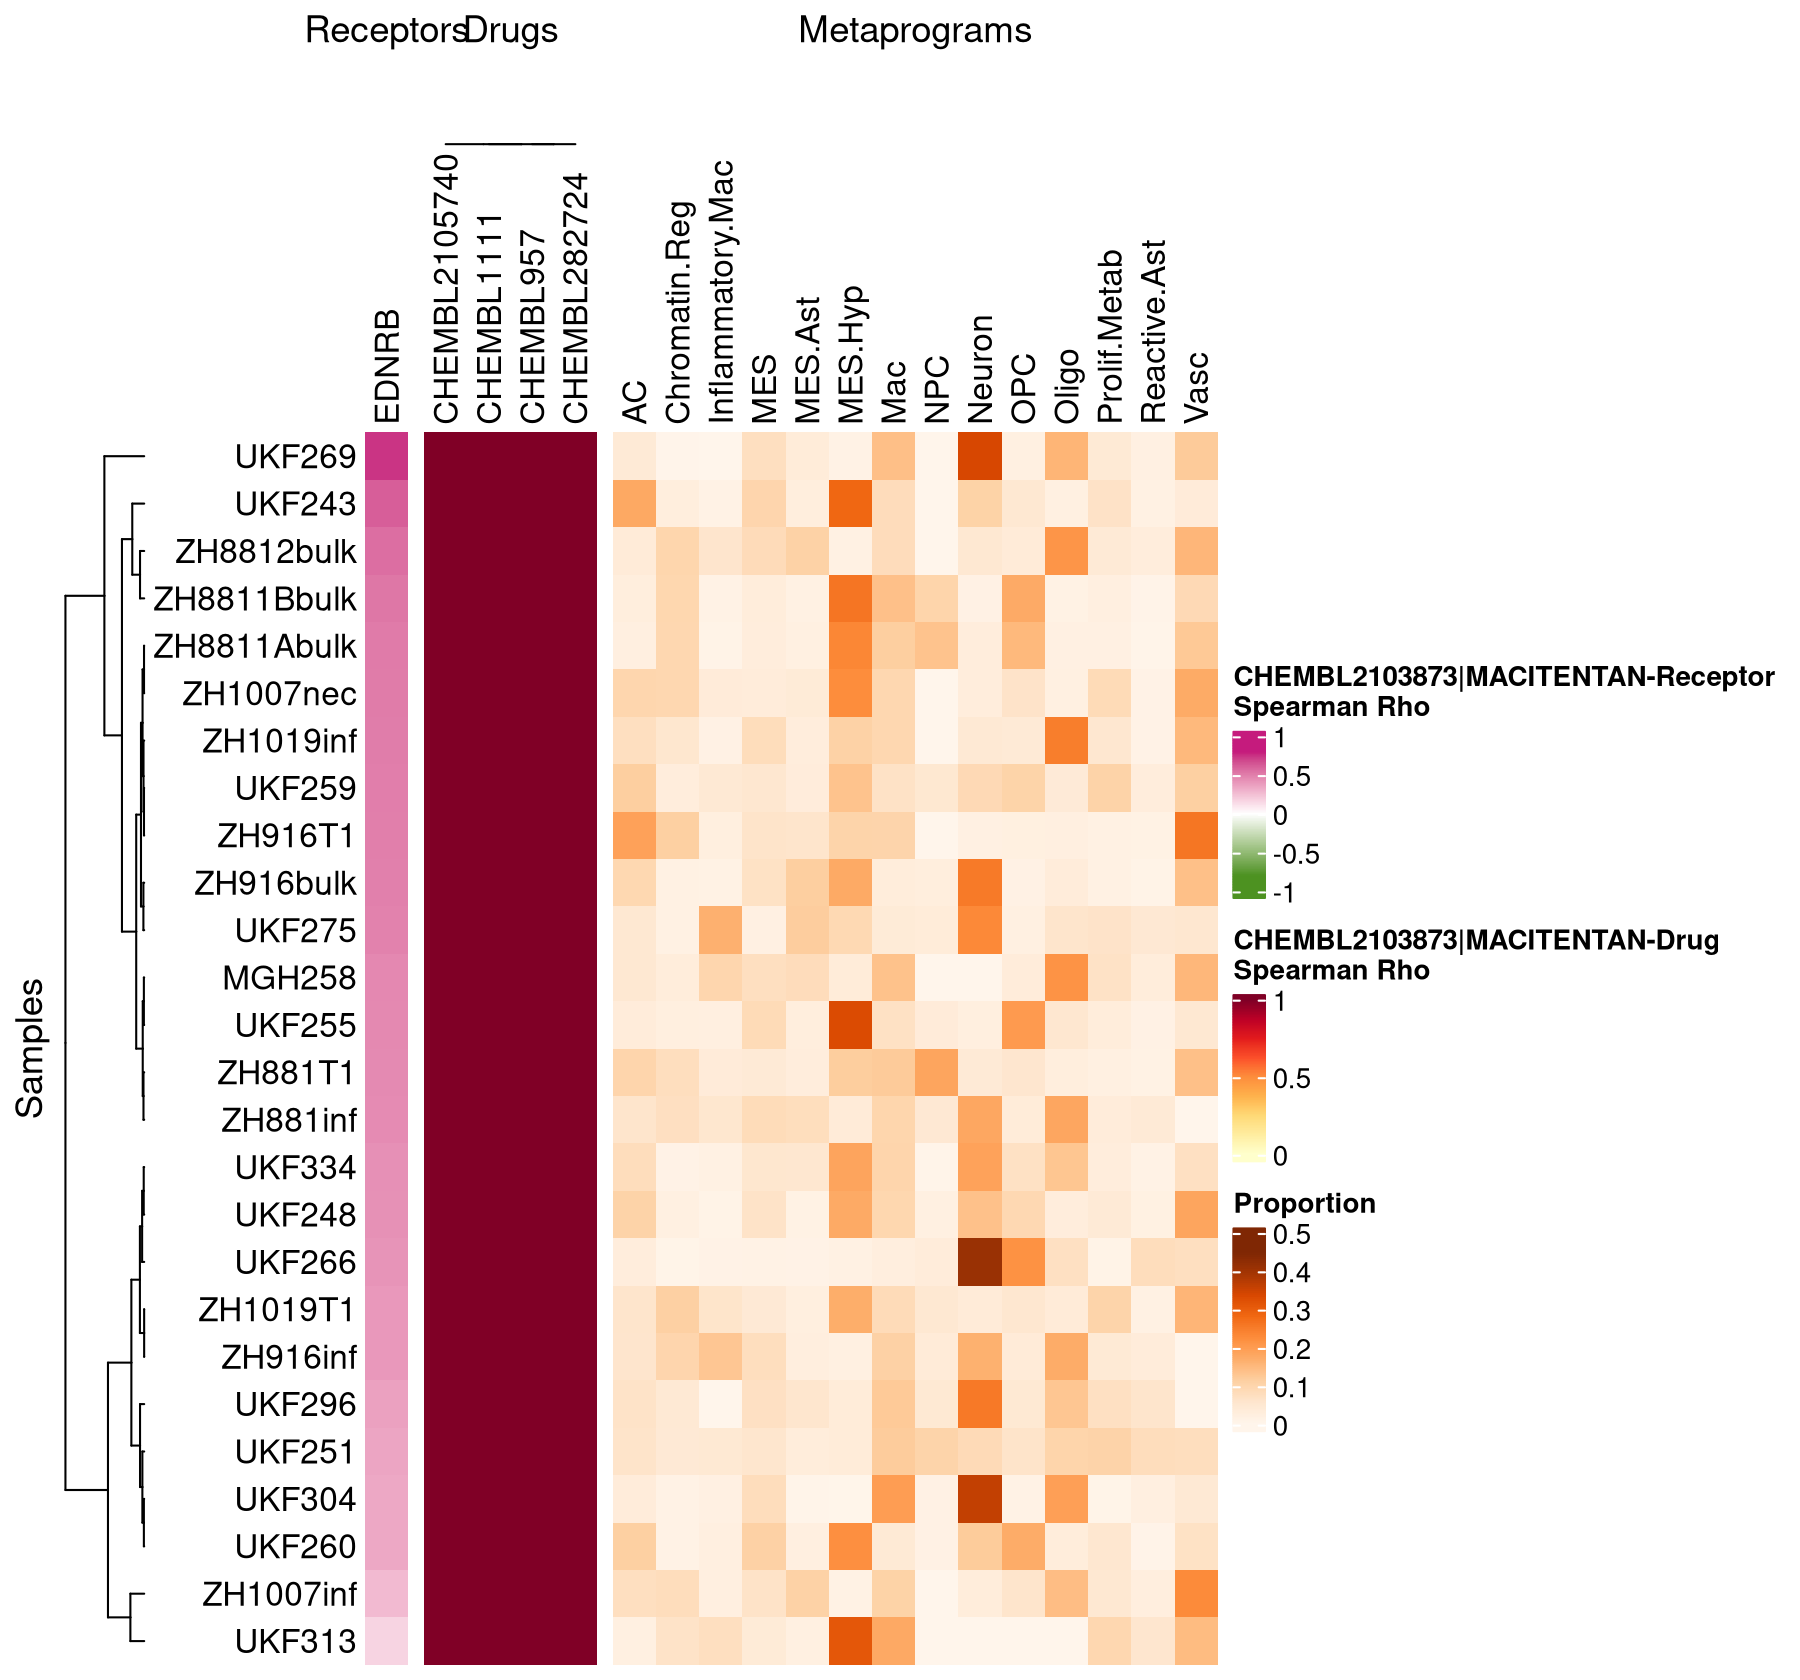 Receptors
Drugs
Metaprograms
EDNRB
CHEMBL2105740
CHEMBL1111
CHEMBL957
CHEMBL282724
AC
Chromatin.Reg
Inflammatory.Mac
MES
MES.Ast
MES.Hyp
Mac
NPC
Neuron
OPC
Oligo
Prolif.Metab
Reactive.Ast
Vasc
Samples
UKF269
UKF243
ZH8812bulk
ZH8811Bbulk
ZH8811Abulk
ZH1007nec
ZH1019inf
UKF259
ZH916T1
ZH916bulk
UKF275
MGH258
UKF255
ZH881T1
ZH881inf
UKF334
UKF248
UKF266
ZH1019T1
ZH916inf
UKF296
UKF251
UKF304
UKF260
ZH1007inf
UKF313
CHEMBL2103873|MACITENTAN-Receptor
Spearman Rho
1
0.5
0
-0.5
-1
CHEMBL2103873|MACITENTAN-Drug
Spearman Rho
1
0.5
0
Proportion
0.5
0.4
0.3
0.2
0.1
0